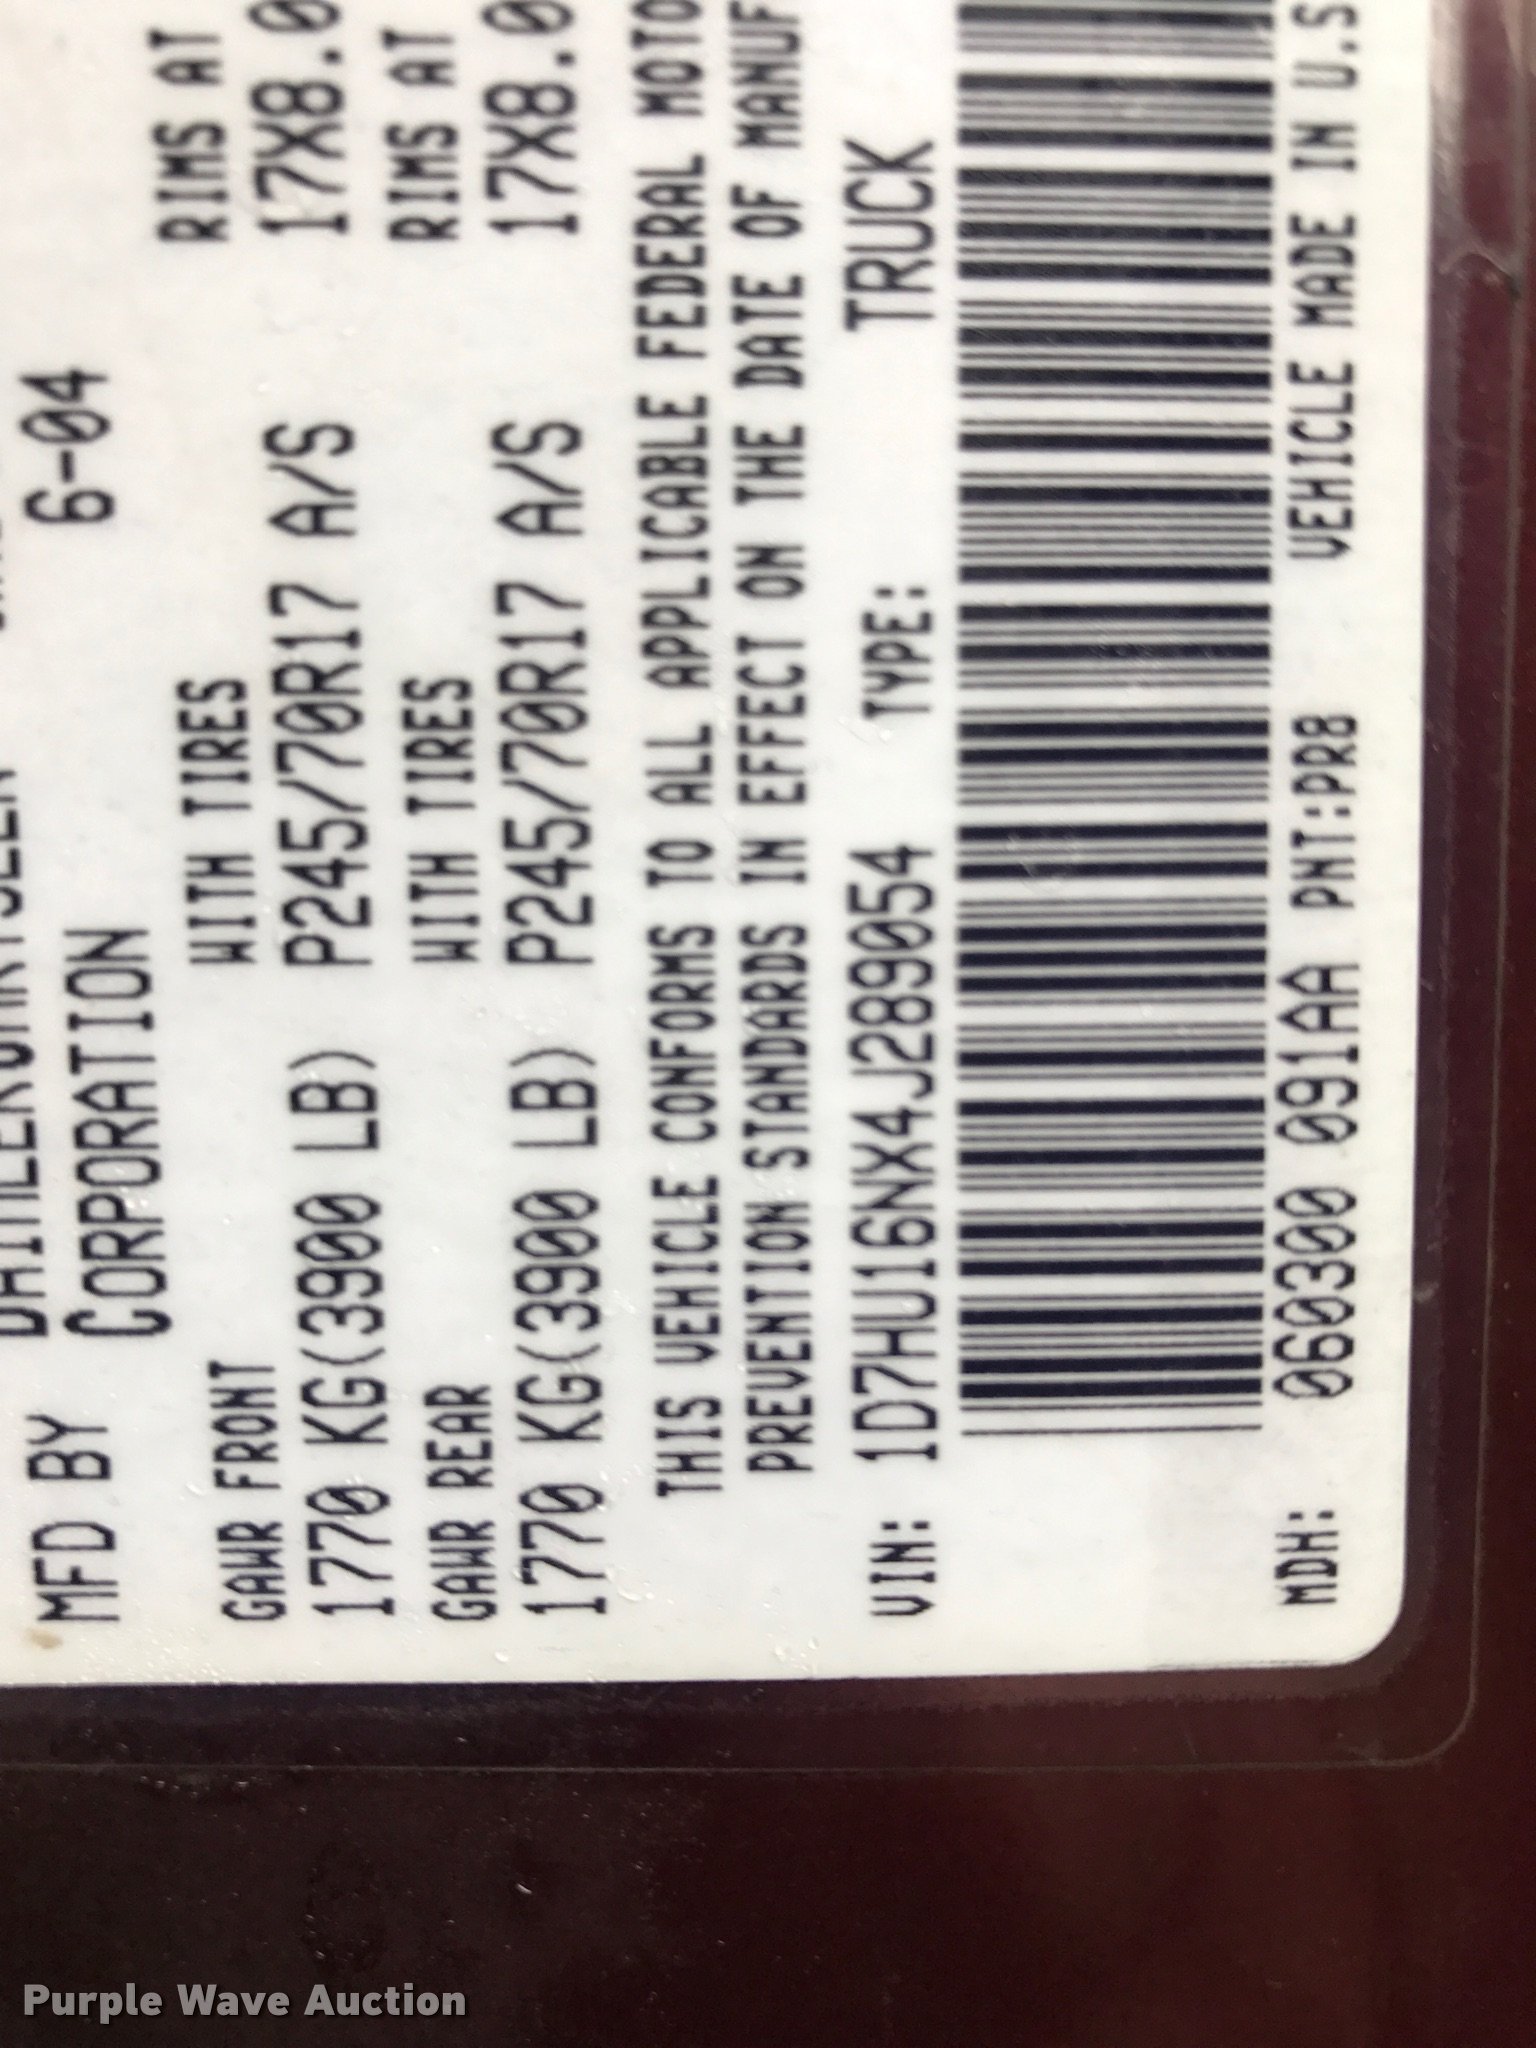 MFD BY DAIMLERCHRYSLER
CORPORATION 6-04
GAWR FRONT WITH TIRES RIMS AT
1770 KG(3900 LB) P245/70R17 A/S 17X8.0
GAWR REAR WITH TIRES RIMS AT
1770 KG(3900 LB) P245/70R17 A/S 17X8.0
THIS VEHICLE CONFORMS TO ALL APPLICABLE FEDERAL MOTO
PREVENTION STANDARDS IN EFFECT ON THE DATE OF MANUF
VIN: 1D7HU16NX4J289054 TYPE: TRUCK
MDH: 060300 091AA PNT:PR8 VEHICLE MADE IN U.S
Purple Wave Auction